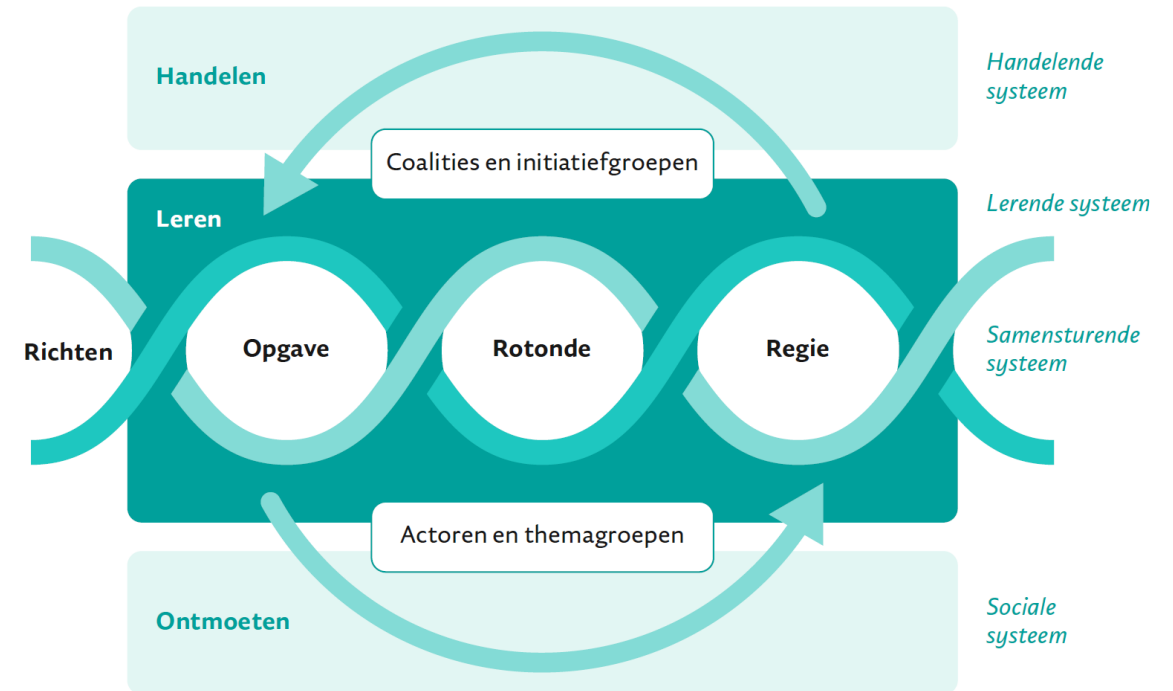 Handelen
Handelende
systeem
Coalities en initiatiefgroepen
Leren
Lerende systeem
Richten
Opgave
Rotonde
Regie
Samensturende
systeem
Actoren en themagroepen
Ontmoeten
Sociale
systeem